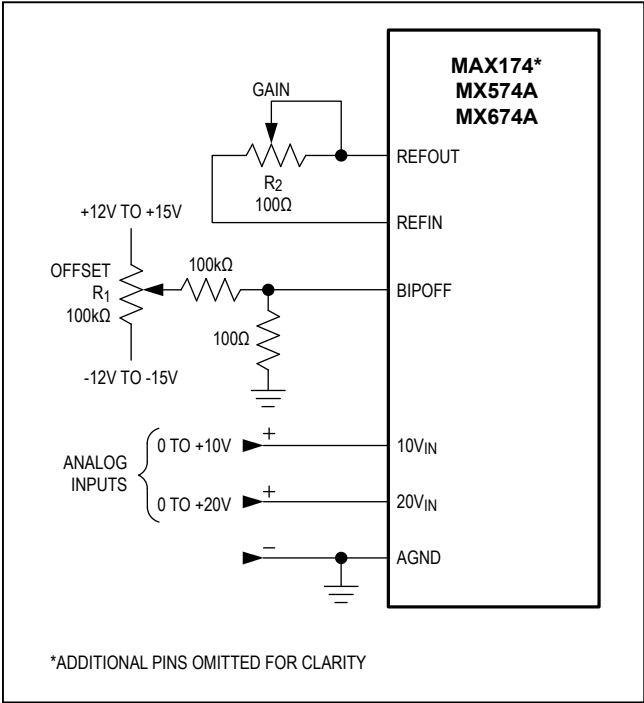 MAX174*
MX574A
MX674A
GAIN
REFOUT
R2
100Ω
REFIN
+12V TO +15V
OFFSET
R1
100kΩ
100kΩ
BIPOFF
100Ω
-12V TO -15V
ANALOG
INPUTS
0 TO +10V
+
10VIN
0 TO +20V
+
20VIN
−
AGND
*ADDITIONAL PINS OMITTED FOR CLARITY